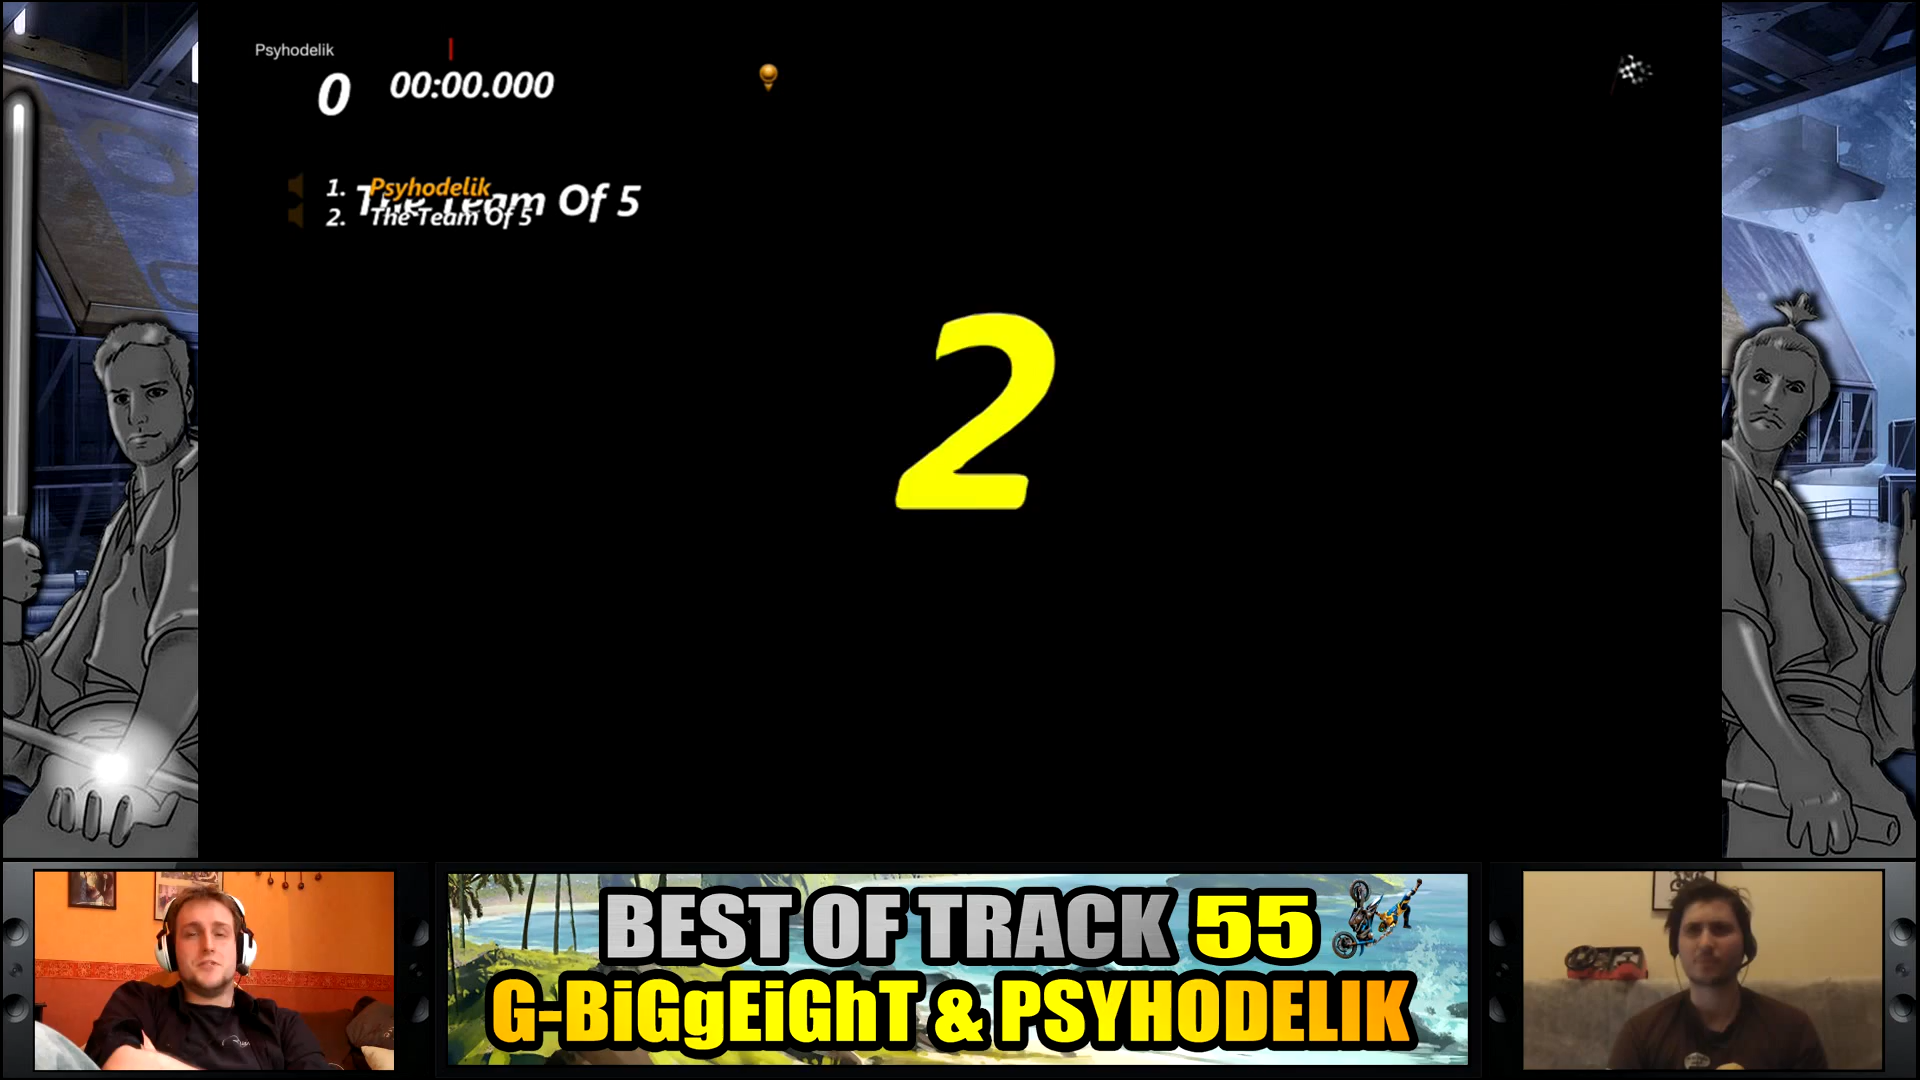 Psyhodelik
0 00:00.000
1. Psyhodelik
The Team Of 5
2. The Team Of 5
2
BEST OF TRACK 55
G-BiGgEiGhT & PSYHODELIK